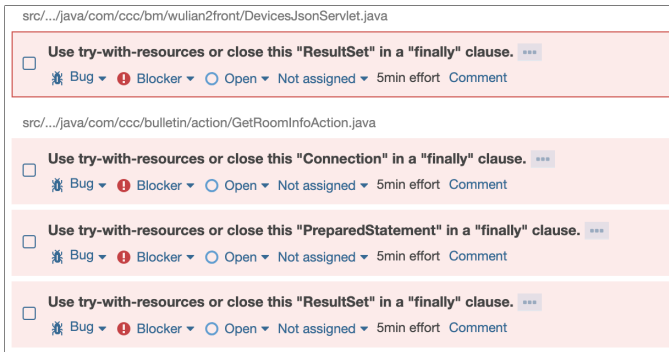 src/.../java/com/ccc/bm/wulian2front/DevicesJsonServlet.java
Use try-with-resources or close this "ResultSet" in a "finally" clause.
Bug Blocker Open Not assigned 5min effort Comment
src/.../java/com/ccc/bulletin/action/GetRoomInfoAction.java
Use try-with-resources or close this "Connection" in a "finally" clause.
Bug Blocker Open Not assigned 5min effort Comment
Use try-with-resources or close this "PreparedStatement" in a "finally" clause.
Bug Blocker Open Not assigned 5min effort Comment
Use try-with-resources or close this "ResultSet" in a "finally" clause.
Bug Blocker Open Not assigned 5min effort Comment